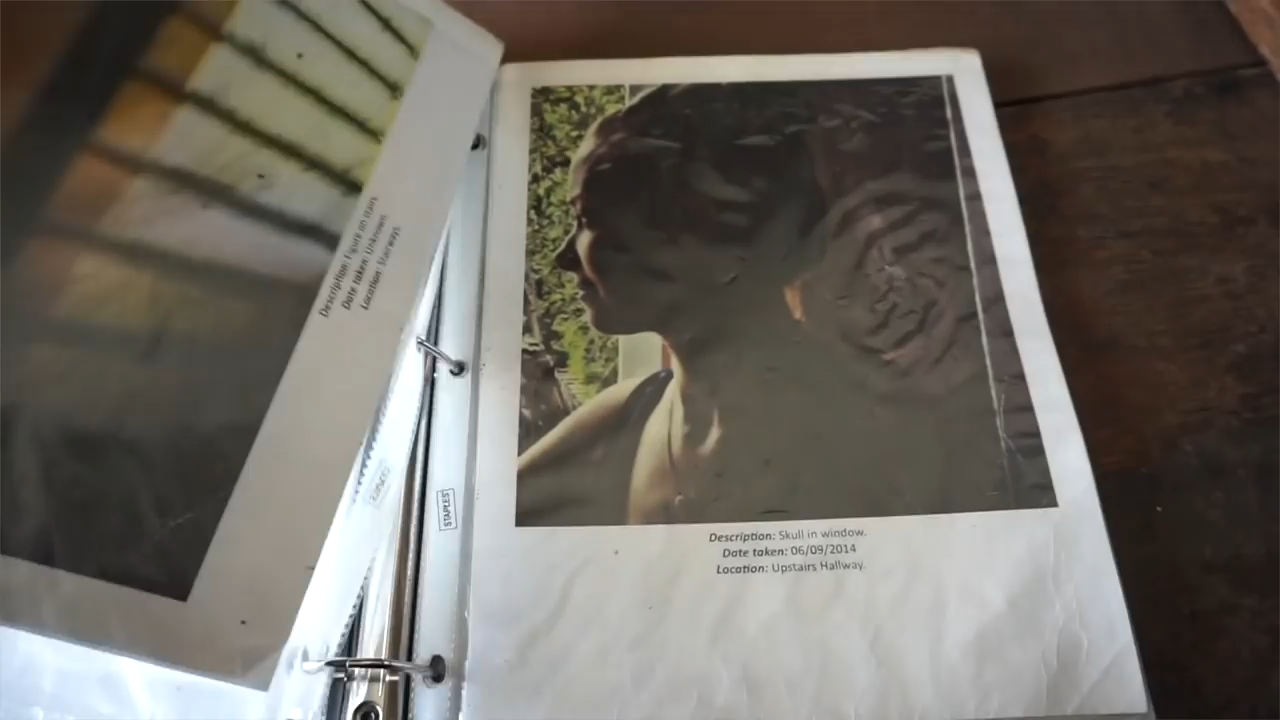 Description: Figure on stairs.
Date taken: Unknown
Location: Stairways
STAPLES
Description: Skull in window.
Date taken: 06/09/2014
Location: Upstairs Hallway.